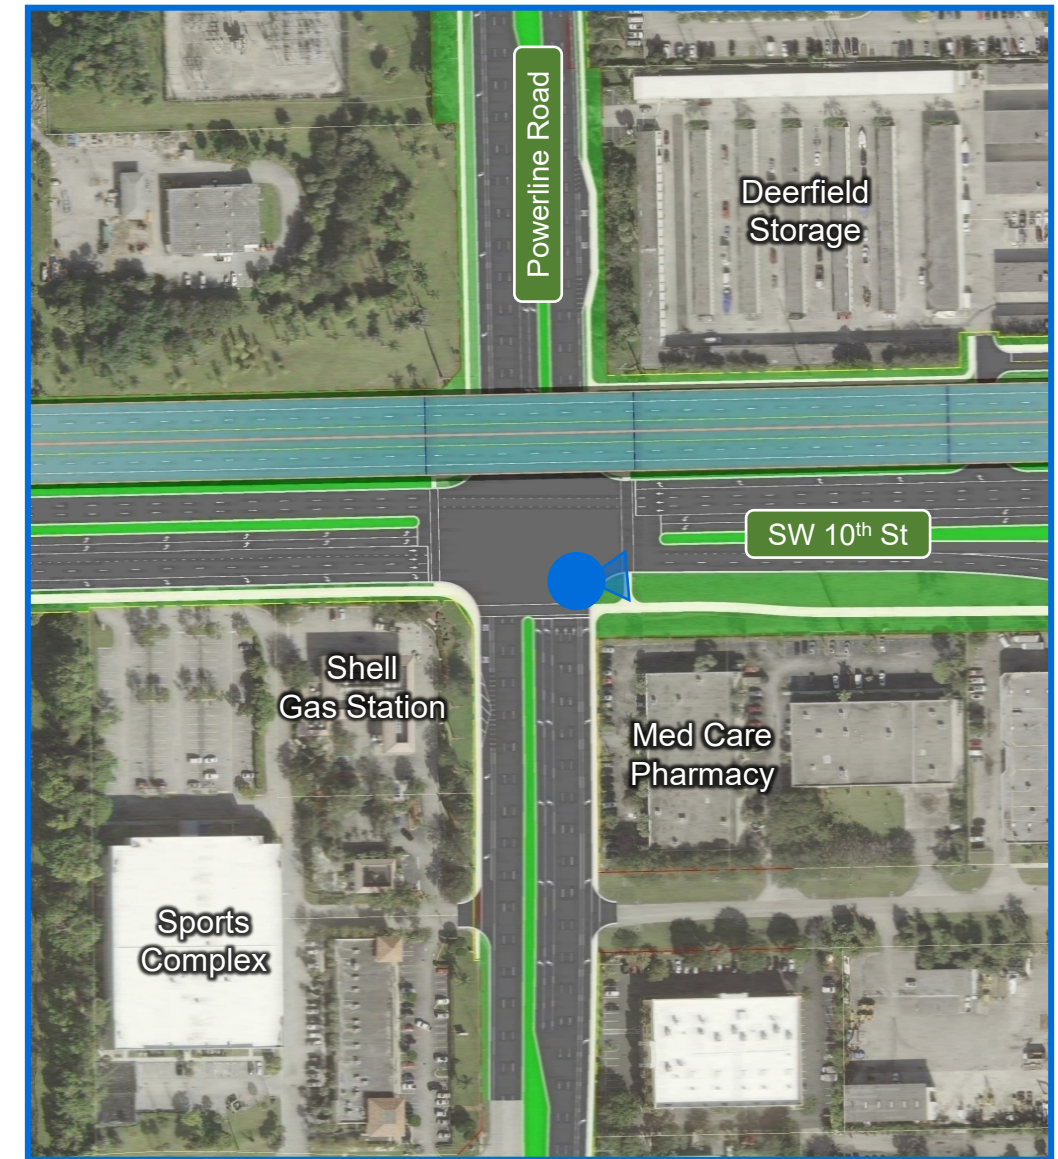 Powerline Road
Deerfield
Storage
SW 10th St
Shell
Gas Station
Med Care
Pharmacy
Sports
Complex